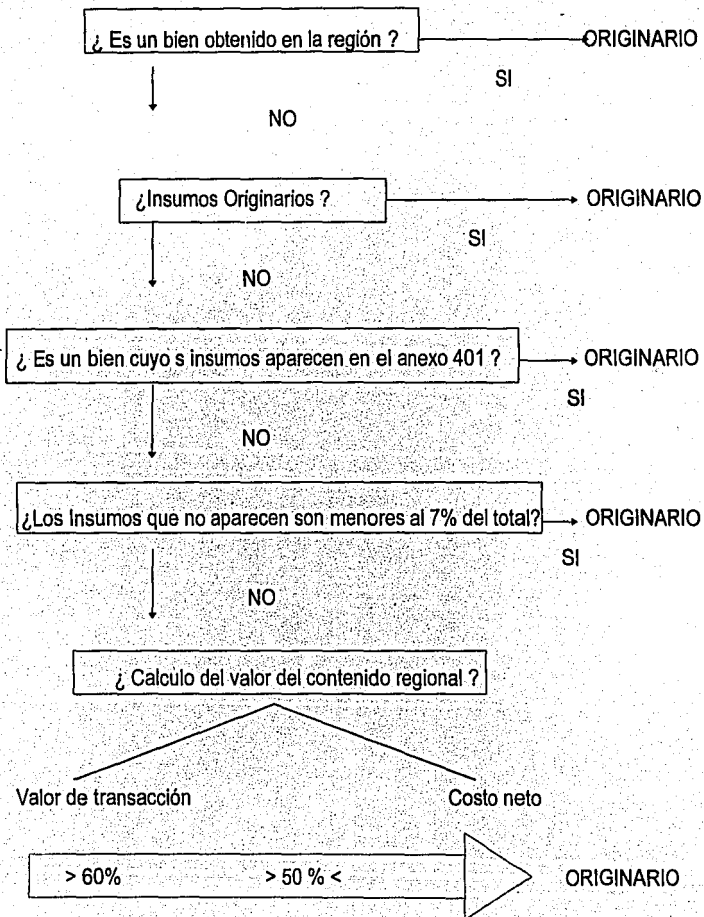 ¿ Es un bien obtenido en la región ?
ORIGINARIO
SI
NO
¿Insumos Originarios ?
ORIGINARIO
SI
NO
¿ Es un bien cuyo s insumos aparecen en el anexo 401 ?
ORIGINARIO
SI
NO
¿Los Insumos que no aparecen son menores al 7% del total?
ORIGINARIO
SI
NO
¿ Calculo del valor del contenido regional ?
Valor de transacción
Costo neto
> 60%
> 50 % <
ORIGINARIO